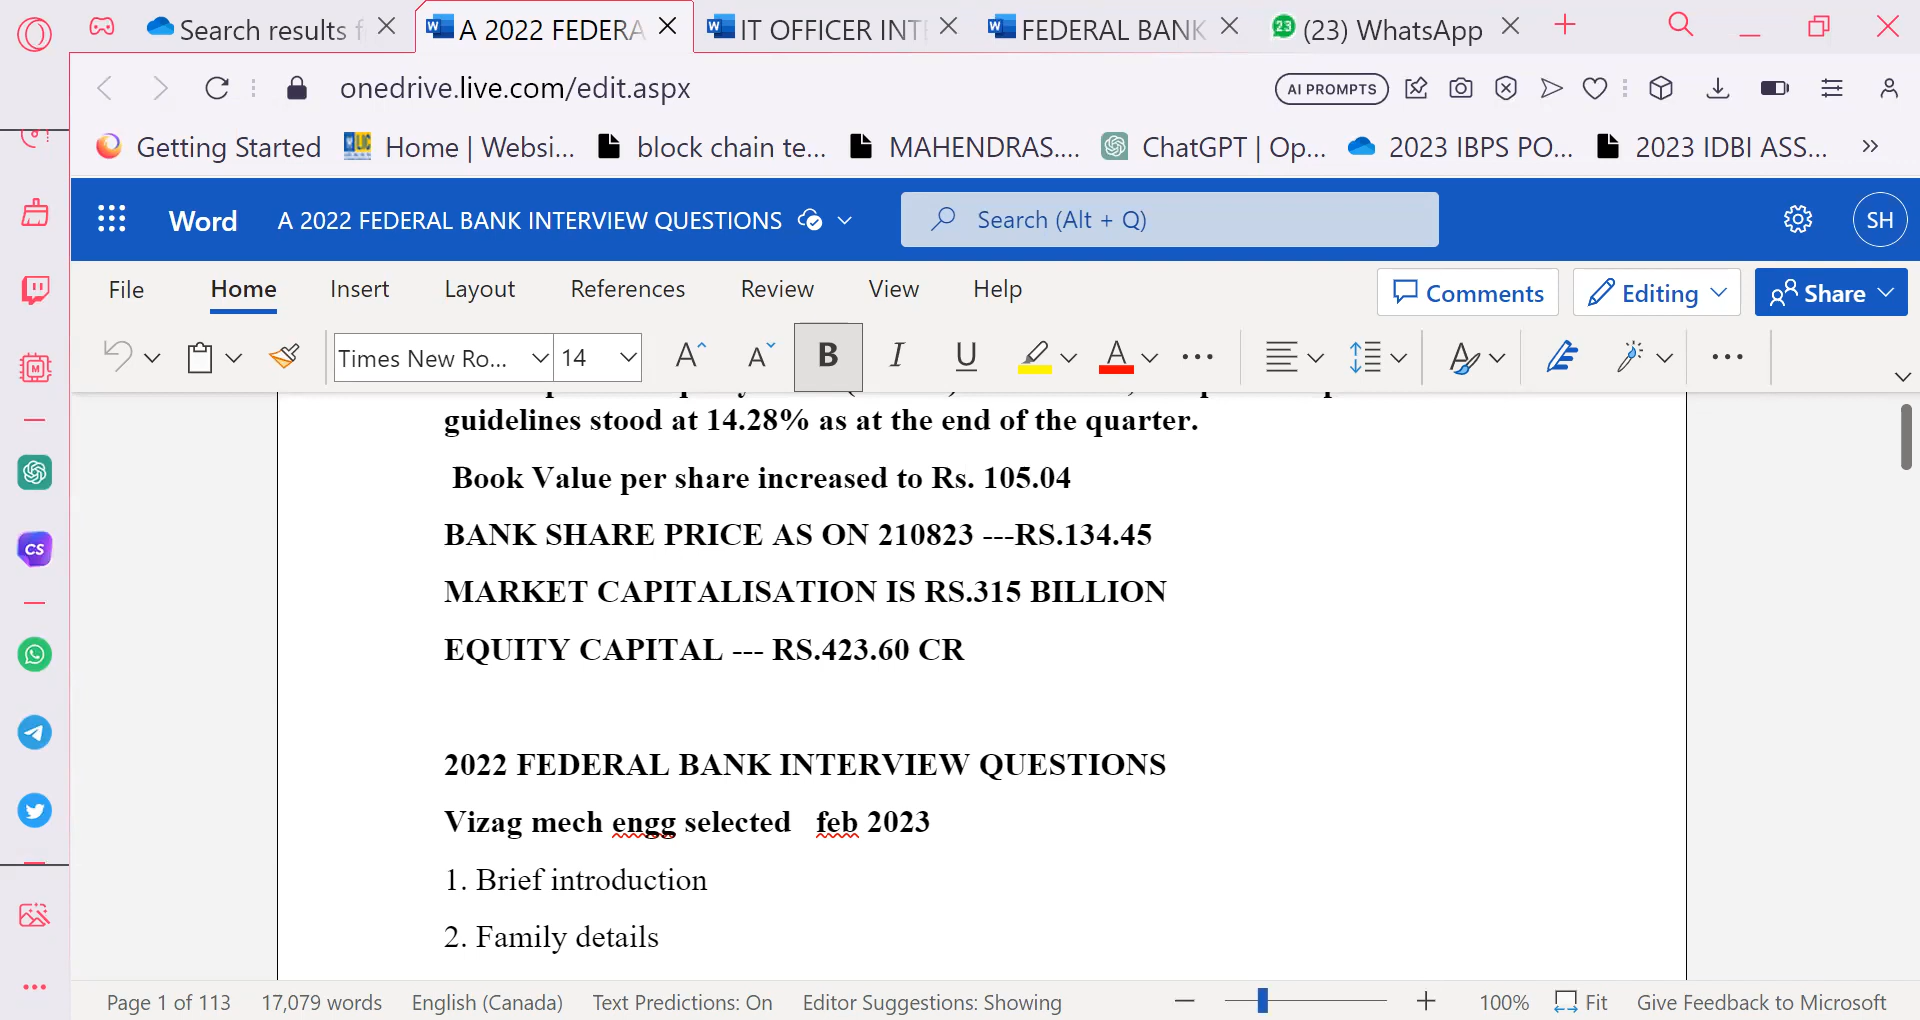 Search results f
A 2022 FEDERA
IT OFFICER INTE
FEDERAL BANK
23
(23) WhatsApp
onedrive.live.com/edit.aspx
AI PROMPTS
Getting Started
Home | Websi...
block chain te...
MAHENDRAS....
ChatGPT | Op...
2023 IBPS PO...
2023 IDBI ASS...
Word
A 2022 FEDERAL BANK INTERVIEW QUESTIONS
Search (Alt + Q)
SH
File
Home
Insert
Layout
References
Review
View
Help
Comments
Editing
Share
Times New Ro...
14
B
I
U
guidelines stood at 14.28% as at the end of the quarter.
Book Value per share increased to Rs. 105.04
BANK SHARE PRICE AS ON 210823 ---RS.134.45
MARKET CAPITALISATION IS RS.315 BILLION
EQUITY CAPITAL --- RS.423.60 CR
2022 FEDERAL BANK INTERVIEW QUESTIONS
Vizag mech engg selected feb 2023
1. Brief introduction
2. Family details
Page 1 of 113
17,079 words
English (Canada)
Text Predictions: On
Editor Suggestions: Showing
100%
Fit
Give Feedback to Microsoft